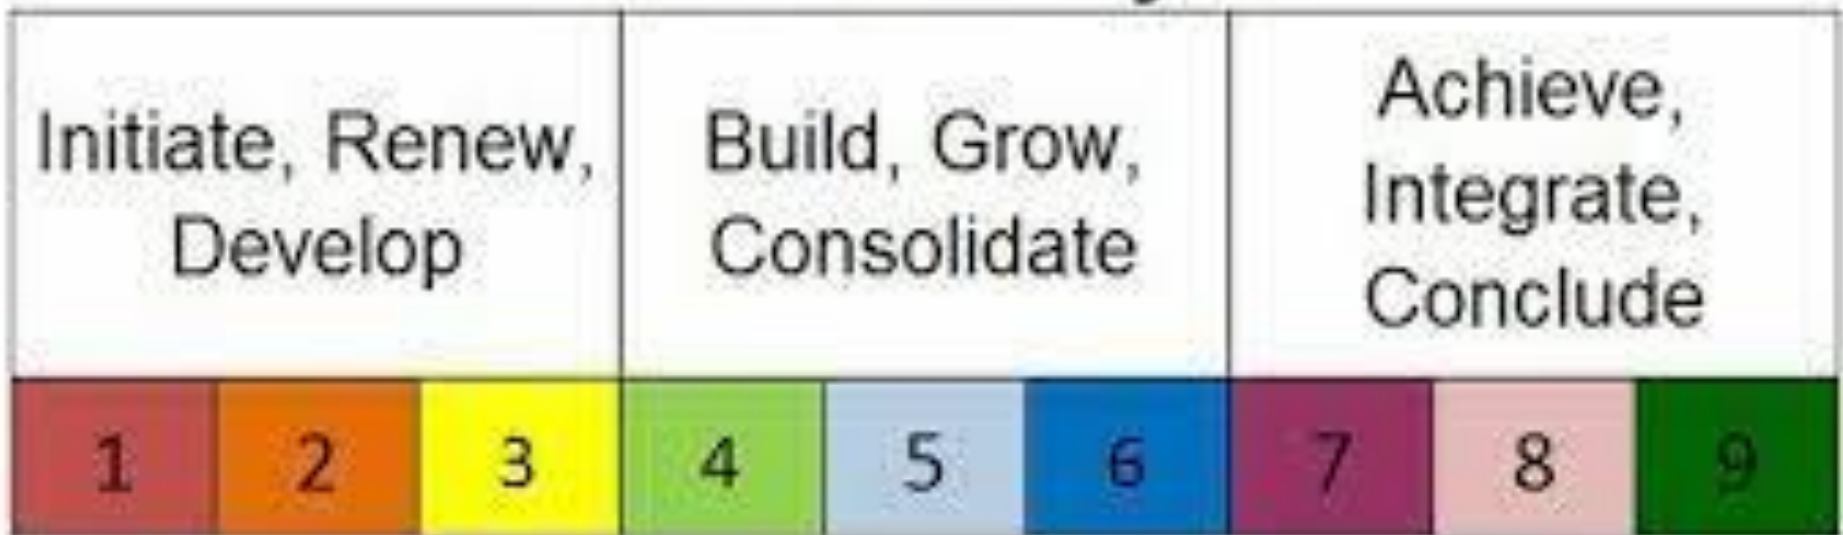 Initiate, Renew,
Develop
Build, Grow,
Consolidate
Achieve,
Integrate,
Conclude
1 2 3 4 5 6 7 8 9